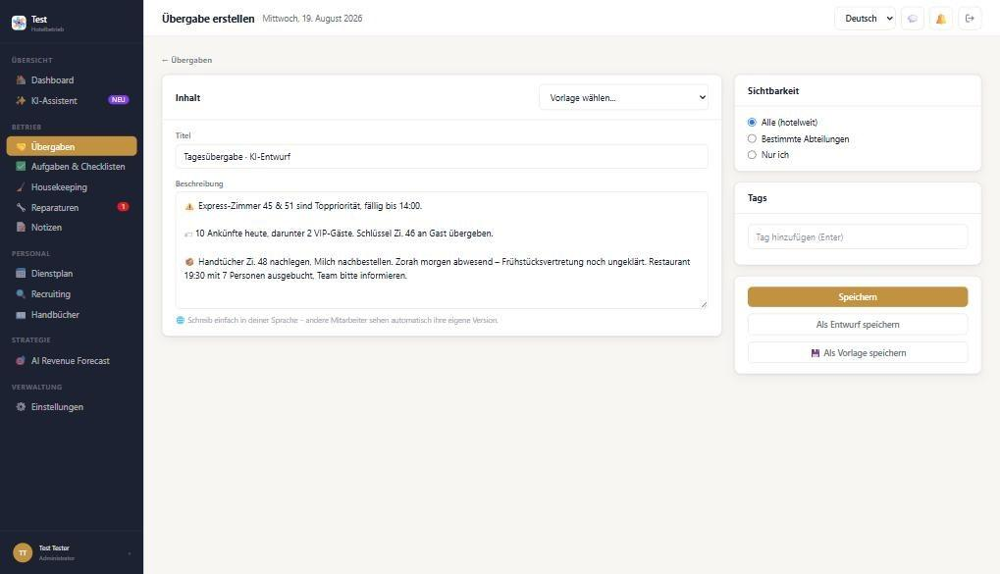 Test
Hotelbetrieb
ÜBERSICHT
Dashboard
KI-Assistent NEU
BETRIEB
Übergaben
Aufgaben & Checklisten
Housekeeping
Reparaturen 1
Notizen
PERSONAL
Dienstplan
Recruiting
Handbücher
STRATEGIE
AI Revenue Forecast
VERWALTUNG
Einstellungen
TT Test Tester
Administrator
Übergabe erstellen Mittwoch, 19. August 2026
Deutsch
← Übergaben
Inhalt
Vorlage wählen...
Titel
Tagesübergabe · KI-Entwurf
Beschreibung
⚠️ Express-Zimmer 45 & 51 sind Toppriorität, fällig bis 14:00.
10 Ankünfte heute, darunter 2 VIP-Gäste. Schlüssel Zi. 46 an Gast übergeben.
Handtücher Zi. 48 nachlegen, Milch nachbestellen. Zorah morgen abwesend – Frühstücksvertretung noch ungeklärt. Restaurant
19:30 mit 7 Personen ausgebucht, Team bitte informieren.
🌐 Schreib einfach in deiner Sprache – andere Mitarbeiter sehen automatisch ihre eigene Version.
Sichtbarkeit
Alle (hotelweit)
Bestimmte Abteilungen
Nur ich
Tags
Tag hinzufügen (Enter)
Speichern
Als Entwurf speichern
💾 Als Vorlage speichern